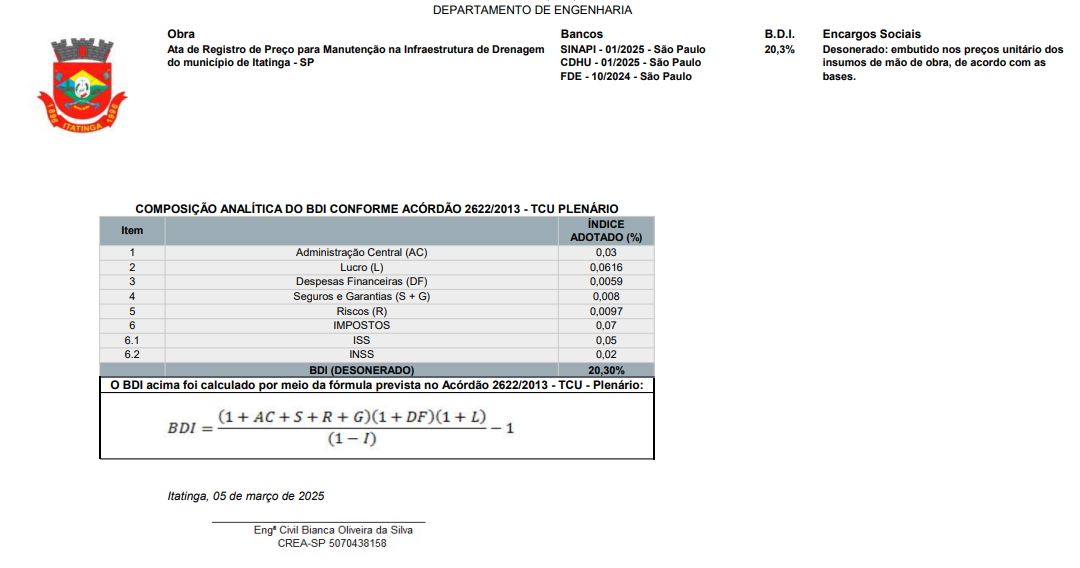 DEPARTAMENTO DE ENGENHARIA
Obra
Ata de Registro de Preço para Manutenção na Infraestrutura de Drenagem
do município de Itatinga - SP
Bancos
SINAPI - 01/2025 - São Paulo
CDHU - 01/2025 - São Paulo
FDE - 10/2024 - São Paulo
B.D.I.
20,3%
Encargos Sociais
Desonerado: embutido nos preços unitário dos
insumos de mão de obra, de acordo com as
bases.
1896 ITATINGA 1996
COMPOSIÇÃO ANALÍTICA DO BDI CONFORME ACÓRDÃO 2622/2013 - TCU PLENÁRIO
Item ÍNDICE
ADOTADO (%)
1 Administração Central (AC) 0,03
2 Lucro (L) 0,0616
3 Despesas Financeiras (DF) 0,0059
4 Seguros e Garantias (S + G) 0,008
5 Riscos (R) 0,0097
6 IMPOSTOS 0,07
6.1 ISS 0,05
6.2 INSS 0,02
BDI (DESONERADO) 20,30%
O BDI acima foi calculado por meio da fórmula prevista no Acórdão 2622/2013 - TCU - Plenário:
(1 + AC + S + R + G)(1 + DF)(1 + L)
BDI = - 1
(1 − I)
Itatinga, 05 de março de 2025
Engª Civil Bianca Oliveira da Silva
CREA-SP 5070438158